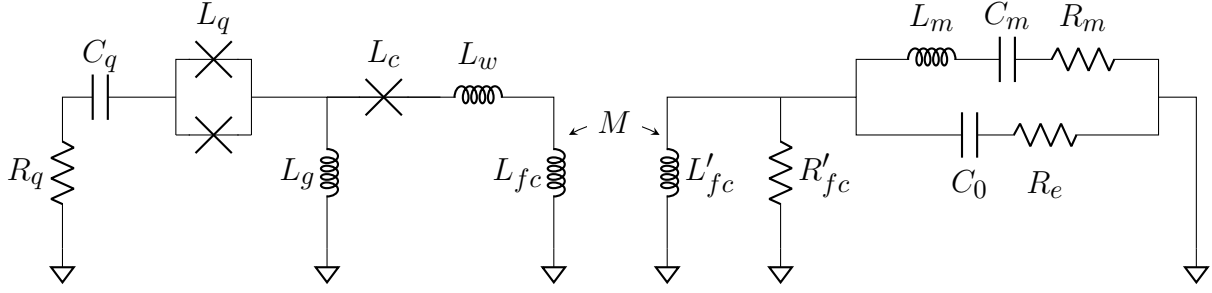 L_q
C_q
L_c
L_w
R_q
L_g
L_{fc}
M
L'_{fc}
R'_{fc}
L_m
C_m
R_m
C_0
R_e